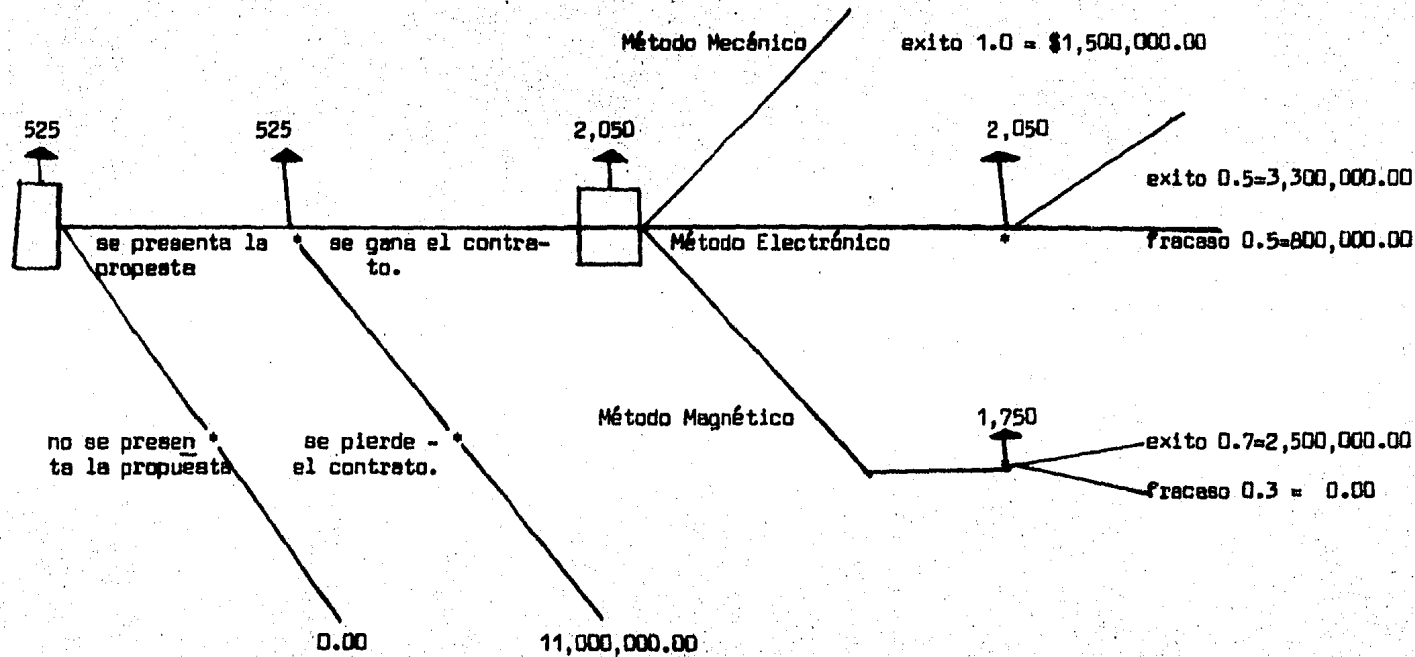 Método Mecánico
exito 1.0 = $1,500,000.00
525
525
2,050
2,050
exito 0.5=3,300,000.00
se presenta la
propesta
se gana el contra-
to.
Método Electrónico
fracaso 0.5=800,000.00
Método Magnético
1,750
no se presen
ta la propuesta
se pierde -
el contrato.
exito 0.7=2,500,000.00
fracaso 0.3 = 0.00
0.00
11,000,000.00